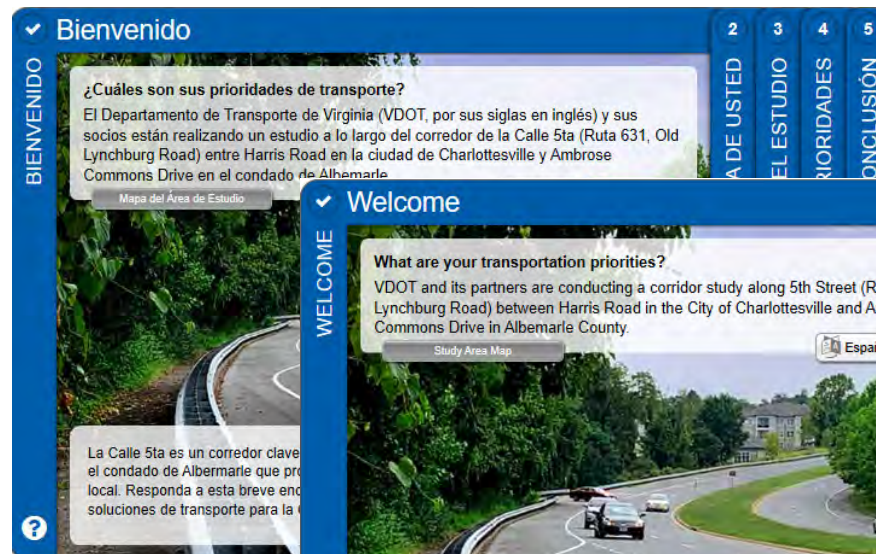 Bienvenido
BIENVENIDO
¿Cuáles son sus prioridades de transporte?
El Departamento de Transporte de Virginia (VDOT, por sus siglas en inglés) y sus
socios están realizando un estudio a lo largo del corredor de la Calle 5ta (Ruta 631, Old
Lynchburg Road) entre Harris Road en la ciudad de Charlottesville y Ambrose
Commons Drive en el condado de Albemarle
Mapa del Área de Estudio
La Calle 5ta es un corredor clave
el condado de Albermarle que
local. Responda a esta breve
soluciones de transporte para la
?
2
DE USTED
3
EL ESTUDIO
4
5
Welcome
WELCOME
What are your transportation priorities?
VDOT and its partners are conducting a corridor study along 5th Street
Lynchburg Road) between Harris Road in the City of Charlottesville and
Commons Drive in Albemarle County.
Study Area Map